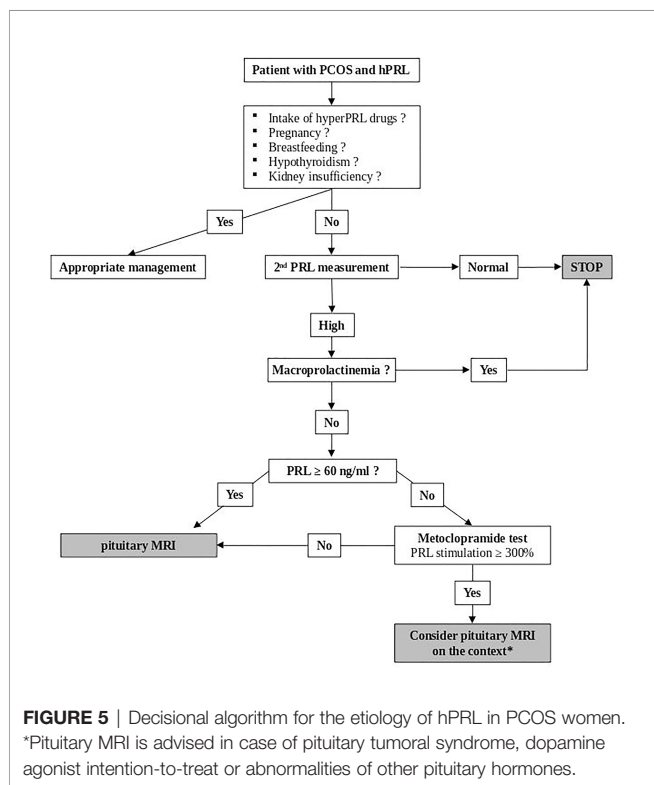 Patient with PCOS and hPRL
▪ Intake of hyperPRL drugs ?
▪ Pregnancy ?
▪ Breastfeeding ?
▪ Hypothyroidism ?
▪ Kidney insufficiency ?
Yes
No
Appropriate management
2nd PRL measurement
Normal
STOP
High
Macroprolactinemia ?
Yes
No
PRL ≥ 60 ng/ml ?
Yes
No
pituitary MRI
No
Metoclopramide test
PRL stimulation ≥ 300%
Yes
Consider pituitary MRI
on the context*
FIGURE 5 | Decisional algorithm for the etiology of hPRL in PCOS women.
*Pituitary MRI is advised in case of pituitary tumoral syndrome, dopamine
agonist intention-to-treat or abnormalities of other pituitary hormones.